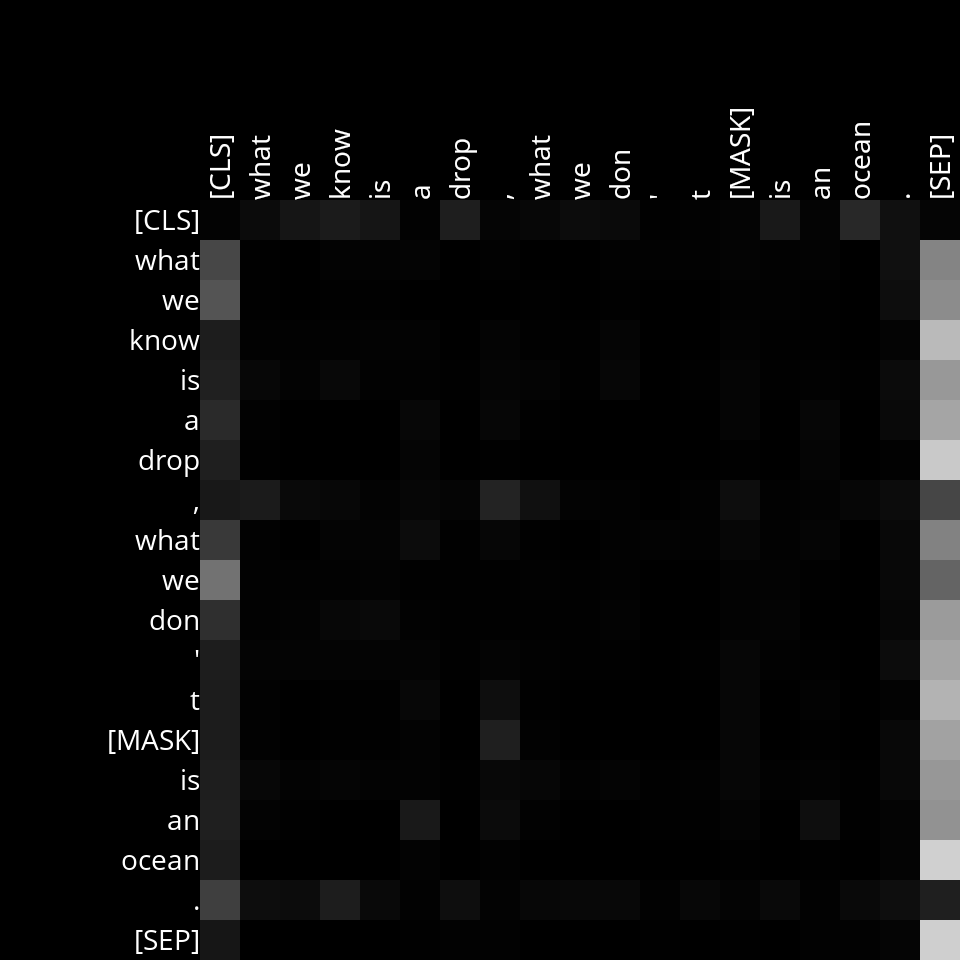 [CLS] what we know is a drop , what we don ' t [MASK] is an ocean . [SEP]
[CLS]
what
we
know
is
a
drop
,
what
we
don
'
t
[MASK]
is
an
ocean
.
[SEP]